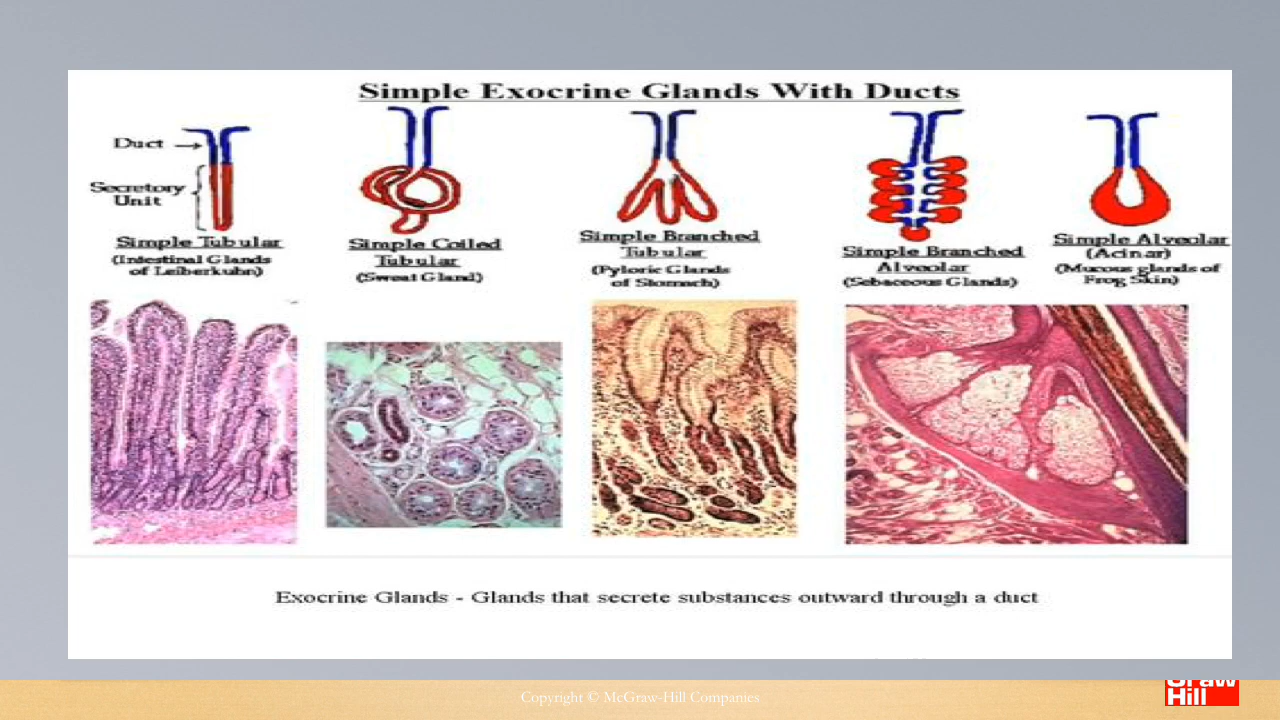 Simple Exocrine Glands With Ducts
Duct
Secretory
Unit
Simple Tubular
(Intestinal Glands
of Leiberkuhn)
Simple Coiled
Tubular
(Sweat Gland)
Simple Branched
Tubular
(Pyloric Glands
of Stomach)
Simple Branched
Alveolar
(Sebaceous Glands)
Simple Alveolar
(Acinar)
(Mucous glands of
Frog Skin)
Exocrine Glands - Glands that secrete substances outward through a duct
Copyright © McGraw-Hill Companies
Graw
Hill